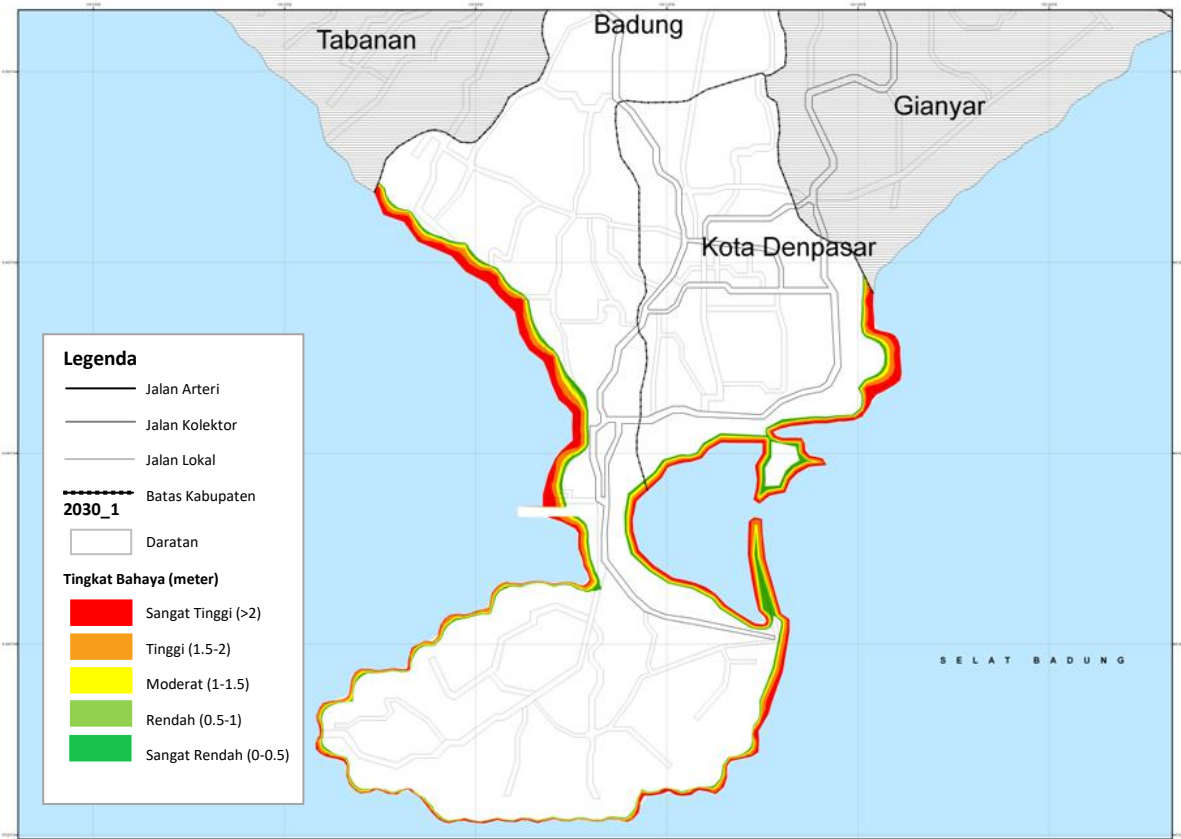 Tabanan
Badung
Gianyar
Kota Denpasar
Legenda
Jalan Arteri
Jalan Kolektor
Jalan Lokal
Batas Kabupaten
2030_1
Daratan
Tingkat Bahaya (meter)
Sangat Tinggi (>2)
Tinggi (1.5-2)
Moderat (1-1.5)
Rendah (0.5-1)
Sangat Rendah (0-0.5)
SELAT BADUNG